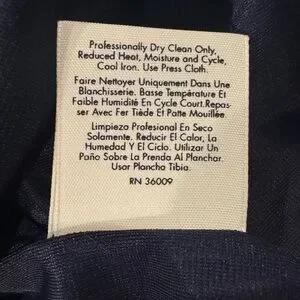 Professionally Dry Clean Only,
Reduced Heat, Moisture and Cycle,
Cool Iron. Use Press Cloth.
Faire Nettoyer Uniquement Dans Une
Blanchisserie. Basse Température Et
Faible Humidité En Cycle Court.Repas-
ser Avec Fer Tiède Et Patte Mouillée.
Limpieza Profesional En Seco
Solamente. Reducir El Calor, La
Humedad Y El Ciclo. Utilizar Un
Paño Sobre La Prenda Al Planchar.
Usar Plancho Tibia.
RN 36009